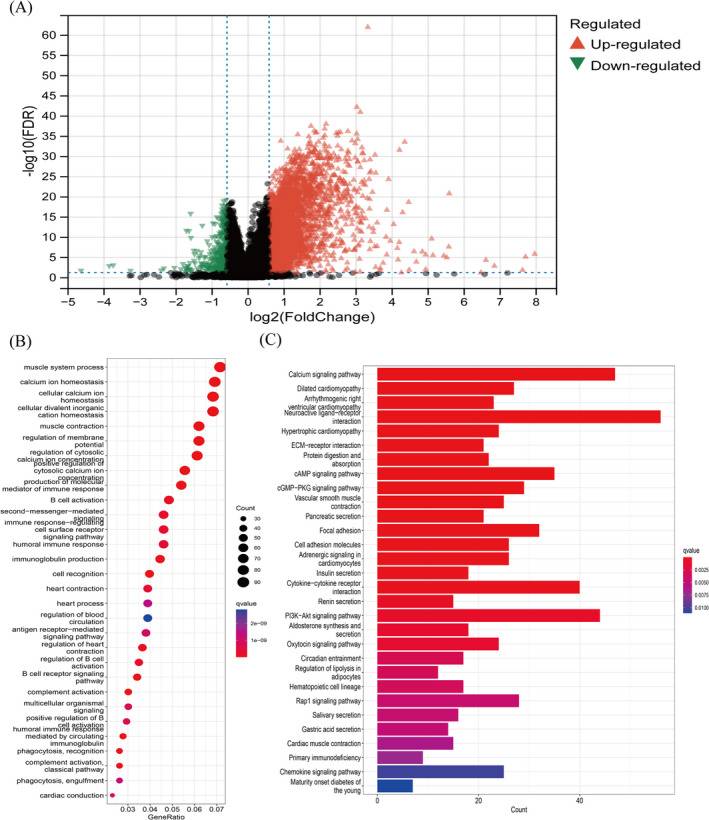 (A)
60
55
50
45
40
35
30
25
20
15
10
5
0
-log10(FDR)
−5
−4
−3
−2
−1
0
1
2
3
4
5
6
7
8
log2(FoldChange)
Regulated
Up-regulated
Down-regulated
(B)
muscle system process
calcium ion homeostasis
cellular calcium ion
homeostasis
cellular divalent inorganic
cation homeostasis
muscle contraction
regulation of membrane
potential
regulation of cytosolic
calcium ion concentration
positive regulation of
cytosolic calcium ion
concentration
production of molecular
mediator of immune response
B cell activation
second−messenger−mediated
signaling
immune response−regulating
cell surface receptor
signaling pathway
humoral immune response
immunoglobulin production
cell recognition
heart contraction
heart process
regulation of blood
circulation
antigen receptor−mediated
signaling pathway
regulation of heart
contraction
regulation of B cell
activation
B cell receptor signaling
pathway
complement activation
multicellular organismal
signaling
positive regulation of B
cell activation
humoral immune response
mediated by circulating
immunoglobulin
phagocytosis, recognition
complement activation,
classical pathway
phagocytosis, engulfment
cardiac conduction
0.03
0.04
0.05
0.06
0.07
GeneRatio
Count
30
40
50
60
70
80
90
qvalue
2e−09
1e−09
(C)
Calcium signaling pathway
Dilated cardiomyopathy
Arrhythmogenic right
ventricular cardiomyopathy
Neuroactive ligand−receptor
interaction
Hypertrophic cardiomyopathy
ECM−receptor interaction
Protein digestion and
absorption
cAMP signaling pathway
cGMP−PKG signaling pathway
Vascular smooth muscle
contraction
Pancreatic secretion
Focal adhesion
Cell adhesion molecules
Adrenergic signaling in
cardiomyocytes
Insulin secretion
Cytokine−cytokine receptor
interaction
Renin secretion
PI3K−Akt signaling pathway
Aldosterone synthesis and
secretion
Oxytocin signaling pathway
Circadian entrainment
Regulation of lipolysis in
adipocytes
Hematopoietic cell lineage
Rap1 signaling pathway
Salivary secretion
Gastric acid secretion
Cardiac muscle contraction
Primary immunodeficiency
Chemokine signaling pathway
Maturity onset diabetes of
the young
0
20
40
Count
qvalue
0.0025
0.0050
0.0075
0.0100